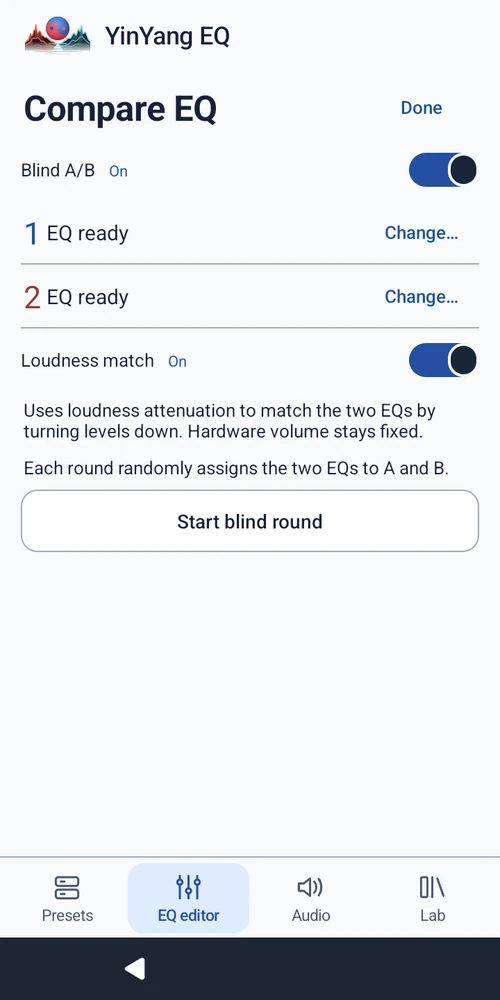 YinYang EQ
Compare EQ
Done
Blind A/B On
1 EQ ready
Change...
2 EQ ready
Change...
Loudness match On
Uses loudness attenuation to match the two EQs by
turning levels down. Hardware volume stays fixed.
Each round randomly assigns the two EQs to A and B.
Start blind round
Presets
EQ editor
Audio
Lab